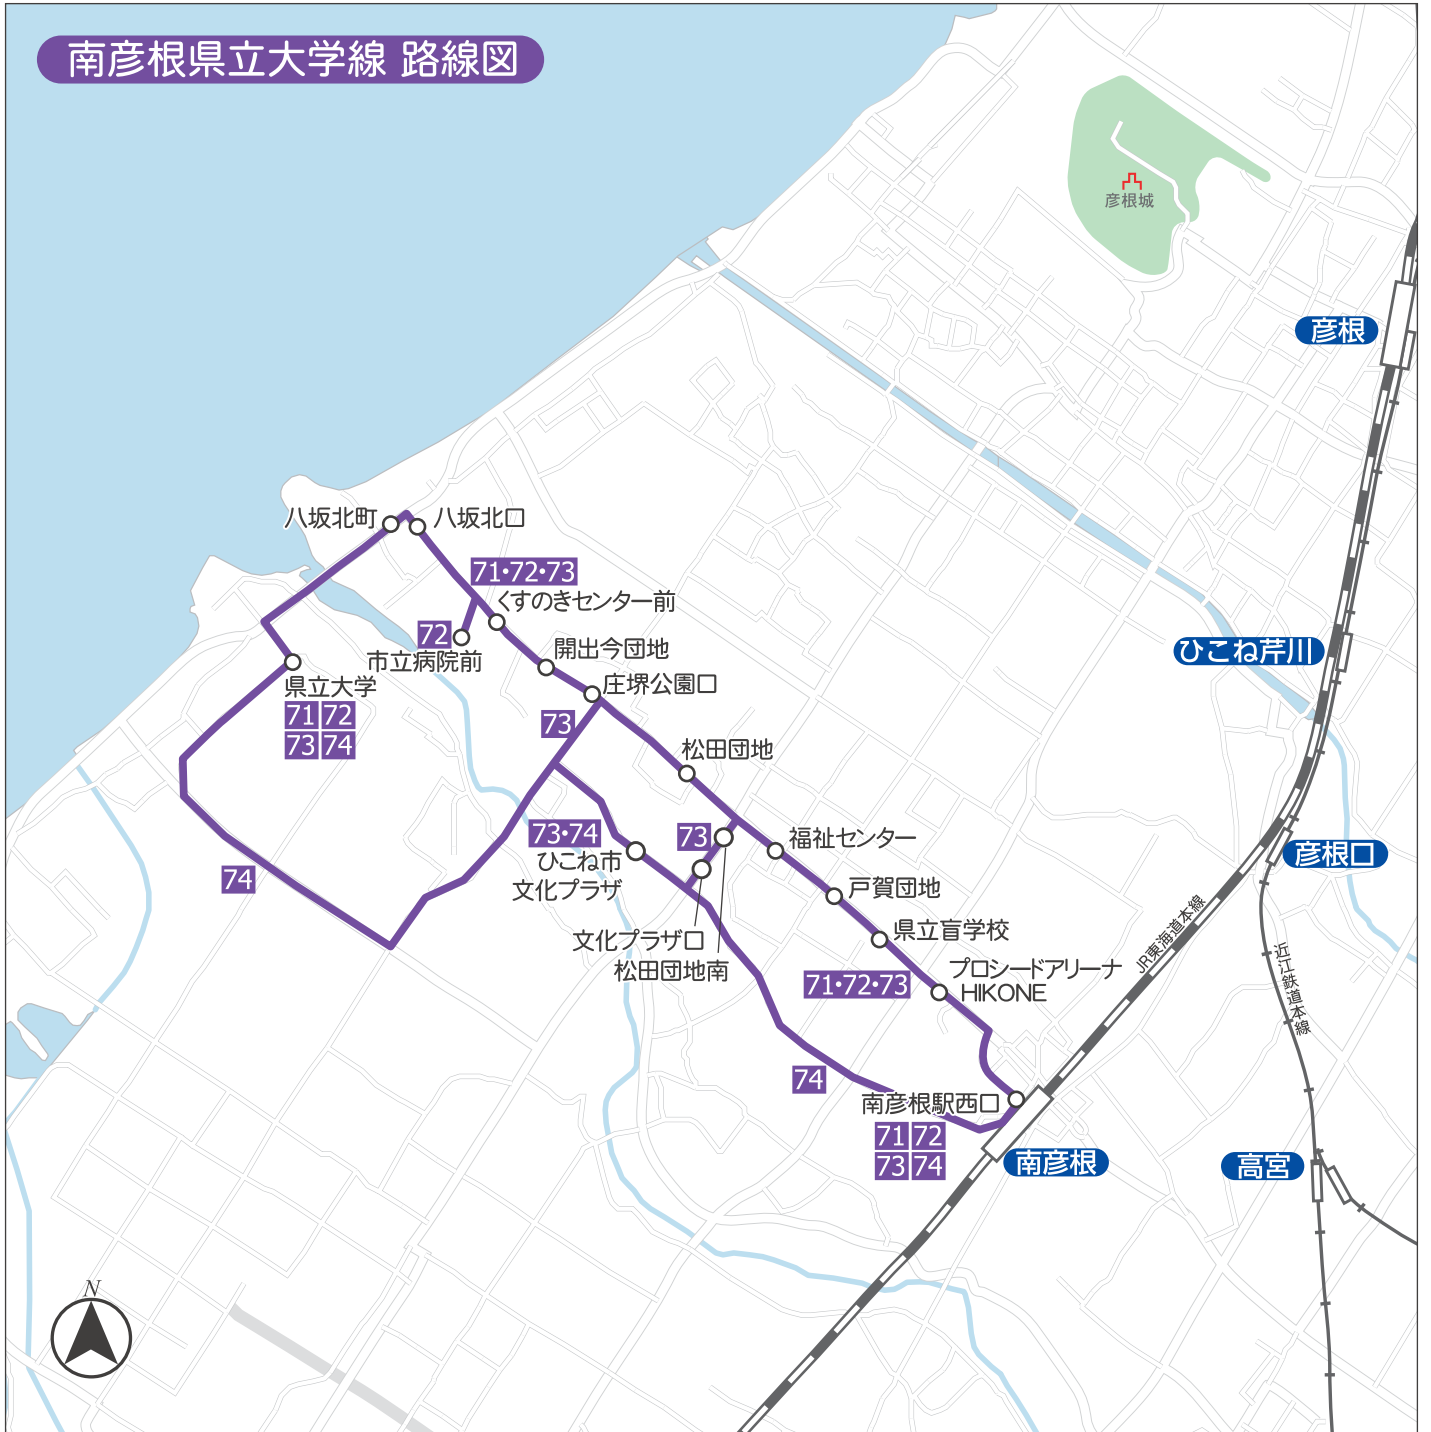 南彦根県立大学線 路線図
彦根城
彦根
八坂北町
八坂北口
71・72・73
くすのきセンター前
72
市立病院前
開出今団地
ひこね芹川
県立大学
71 72
73 74
庄堺公園口
73
松田団地
73・74
ひこね市
文化プラザ
73
福祉センター
彦根口
74
戸賀団地
文化プラザ口
松田団地南
県立盲学校
JR東海道本線
近江鉄道本線
71・72・73
プロシードアリーナ
HIKONE
74
南彦根駅西口
71 72
73 74
南彦根
高宮
N